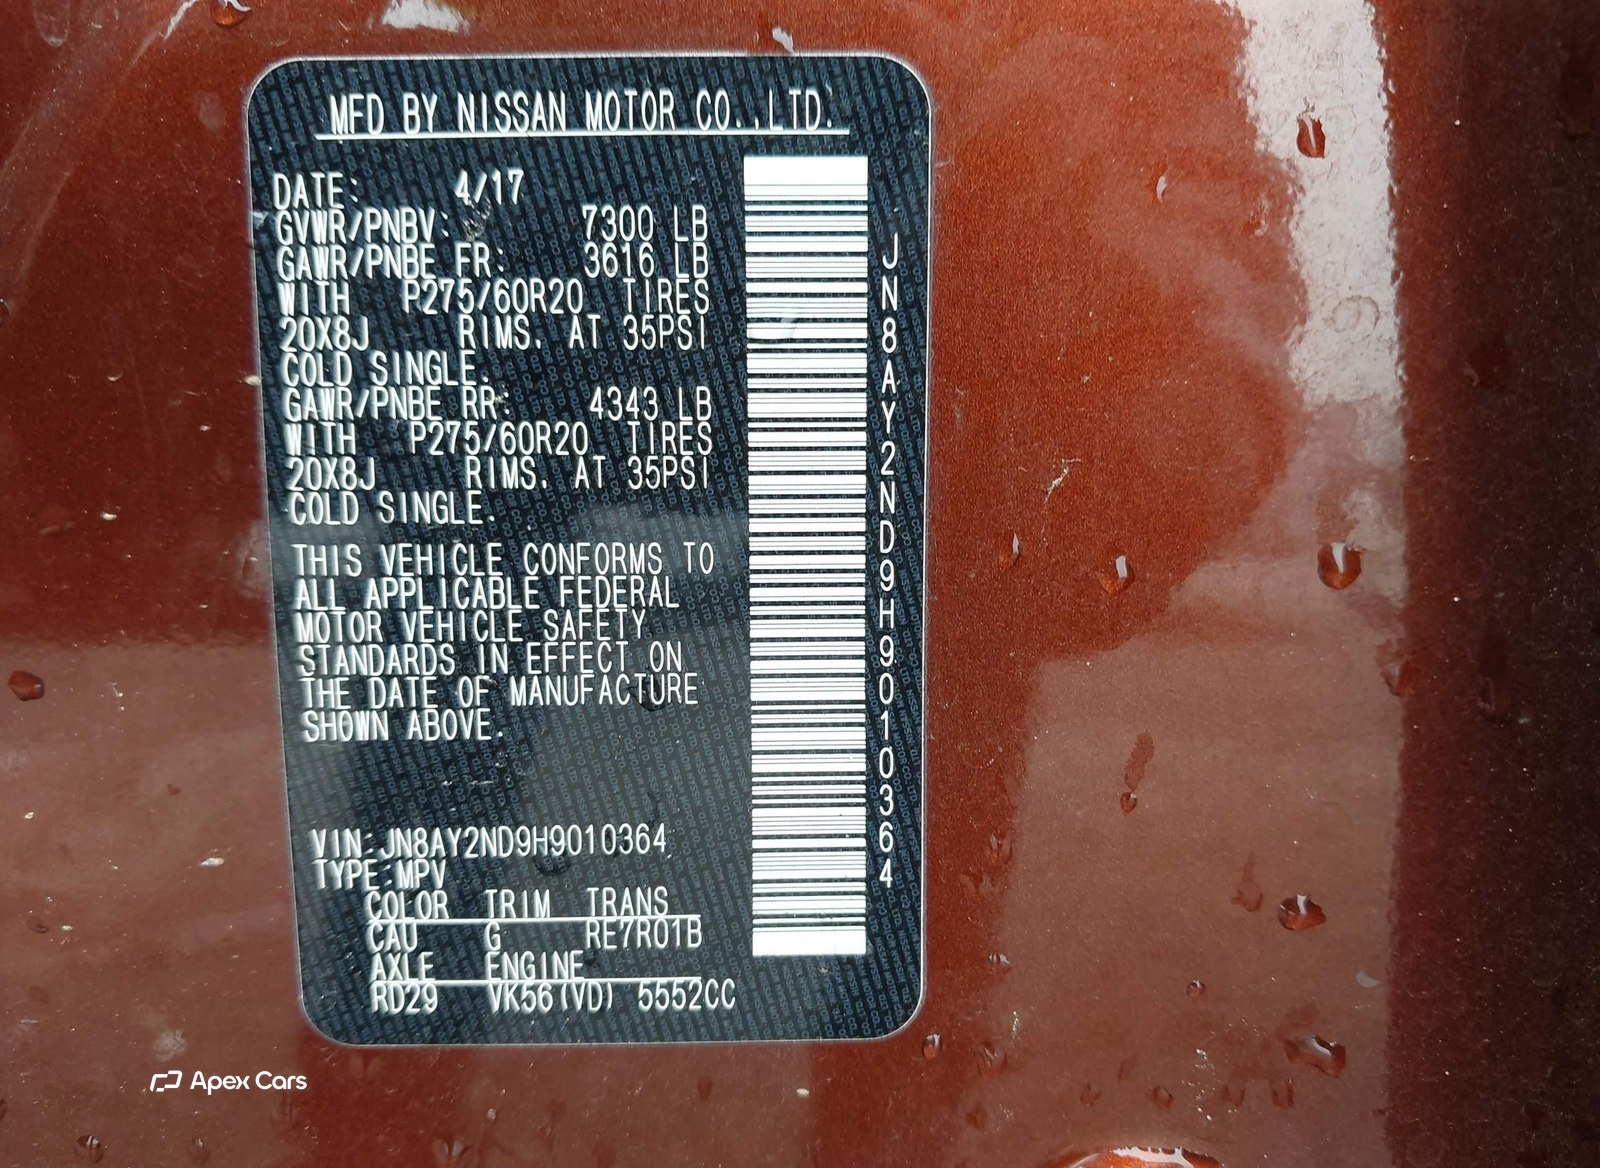 MFD BY NISSAN MOTOR CO.,LTD.
DATE: 4/17
GVWR/PNBV: 7300 LB
GAWR/PNBE FR: 3616 LB
WITH P275/60R20 TIRES
20X8J RIMS. AT 35PSI
COLD SINGLE.
GAWR/PNBE RR: 4343 LB
WITH P275/60R20 TIRES
20X8J RIMS. AT 35PSI
COLD SINGLE.
THIS VEHICLE CONFORMS TO
ALL APPLICABLE FEDERAL
MOTOR VEHICLE SAFETY
STANDARDS IN EFFECT ON
THE DATE OF MANUFACTURE
SHOWN ABOVE.
VIN:JN8AY2ND9H9010364
TYPE:MPV
COLOR TRIM TRANS
CAU G RE7R01B
AXLE ENGINE
RD29 VK56(VD) 5552CC
JN8AY2ND9H9010364
Apex Cars